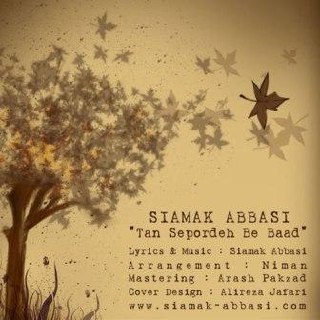 SIAMAK ABBASI
"Tan Sepordeh Be Baad"
Lyrics & Music : Siamak Abbasi
Arrangement : Niman
Mastering : Arash Pakzad
Cover Design : Alireza Jafari
www.siamak-abbasi.com